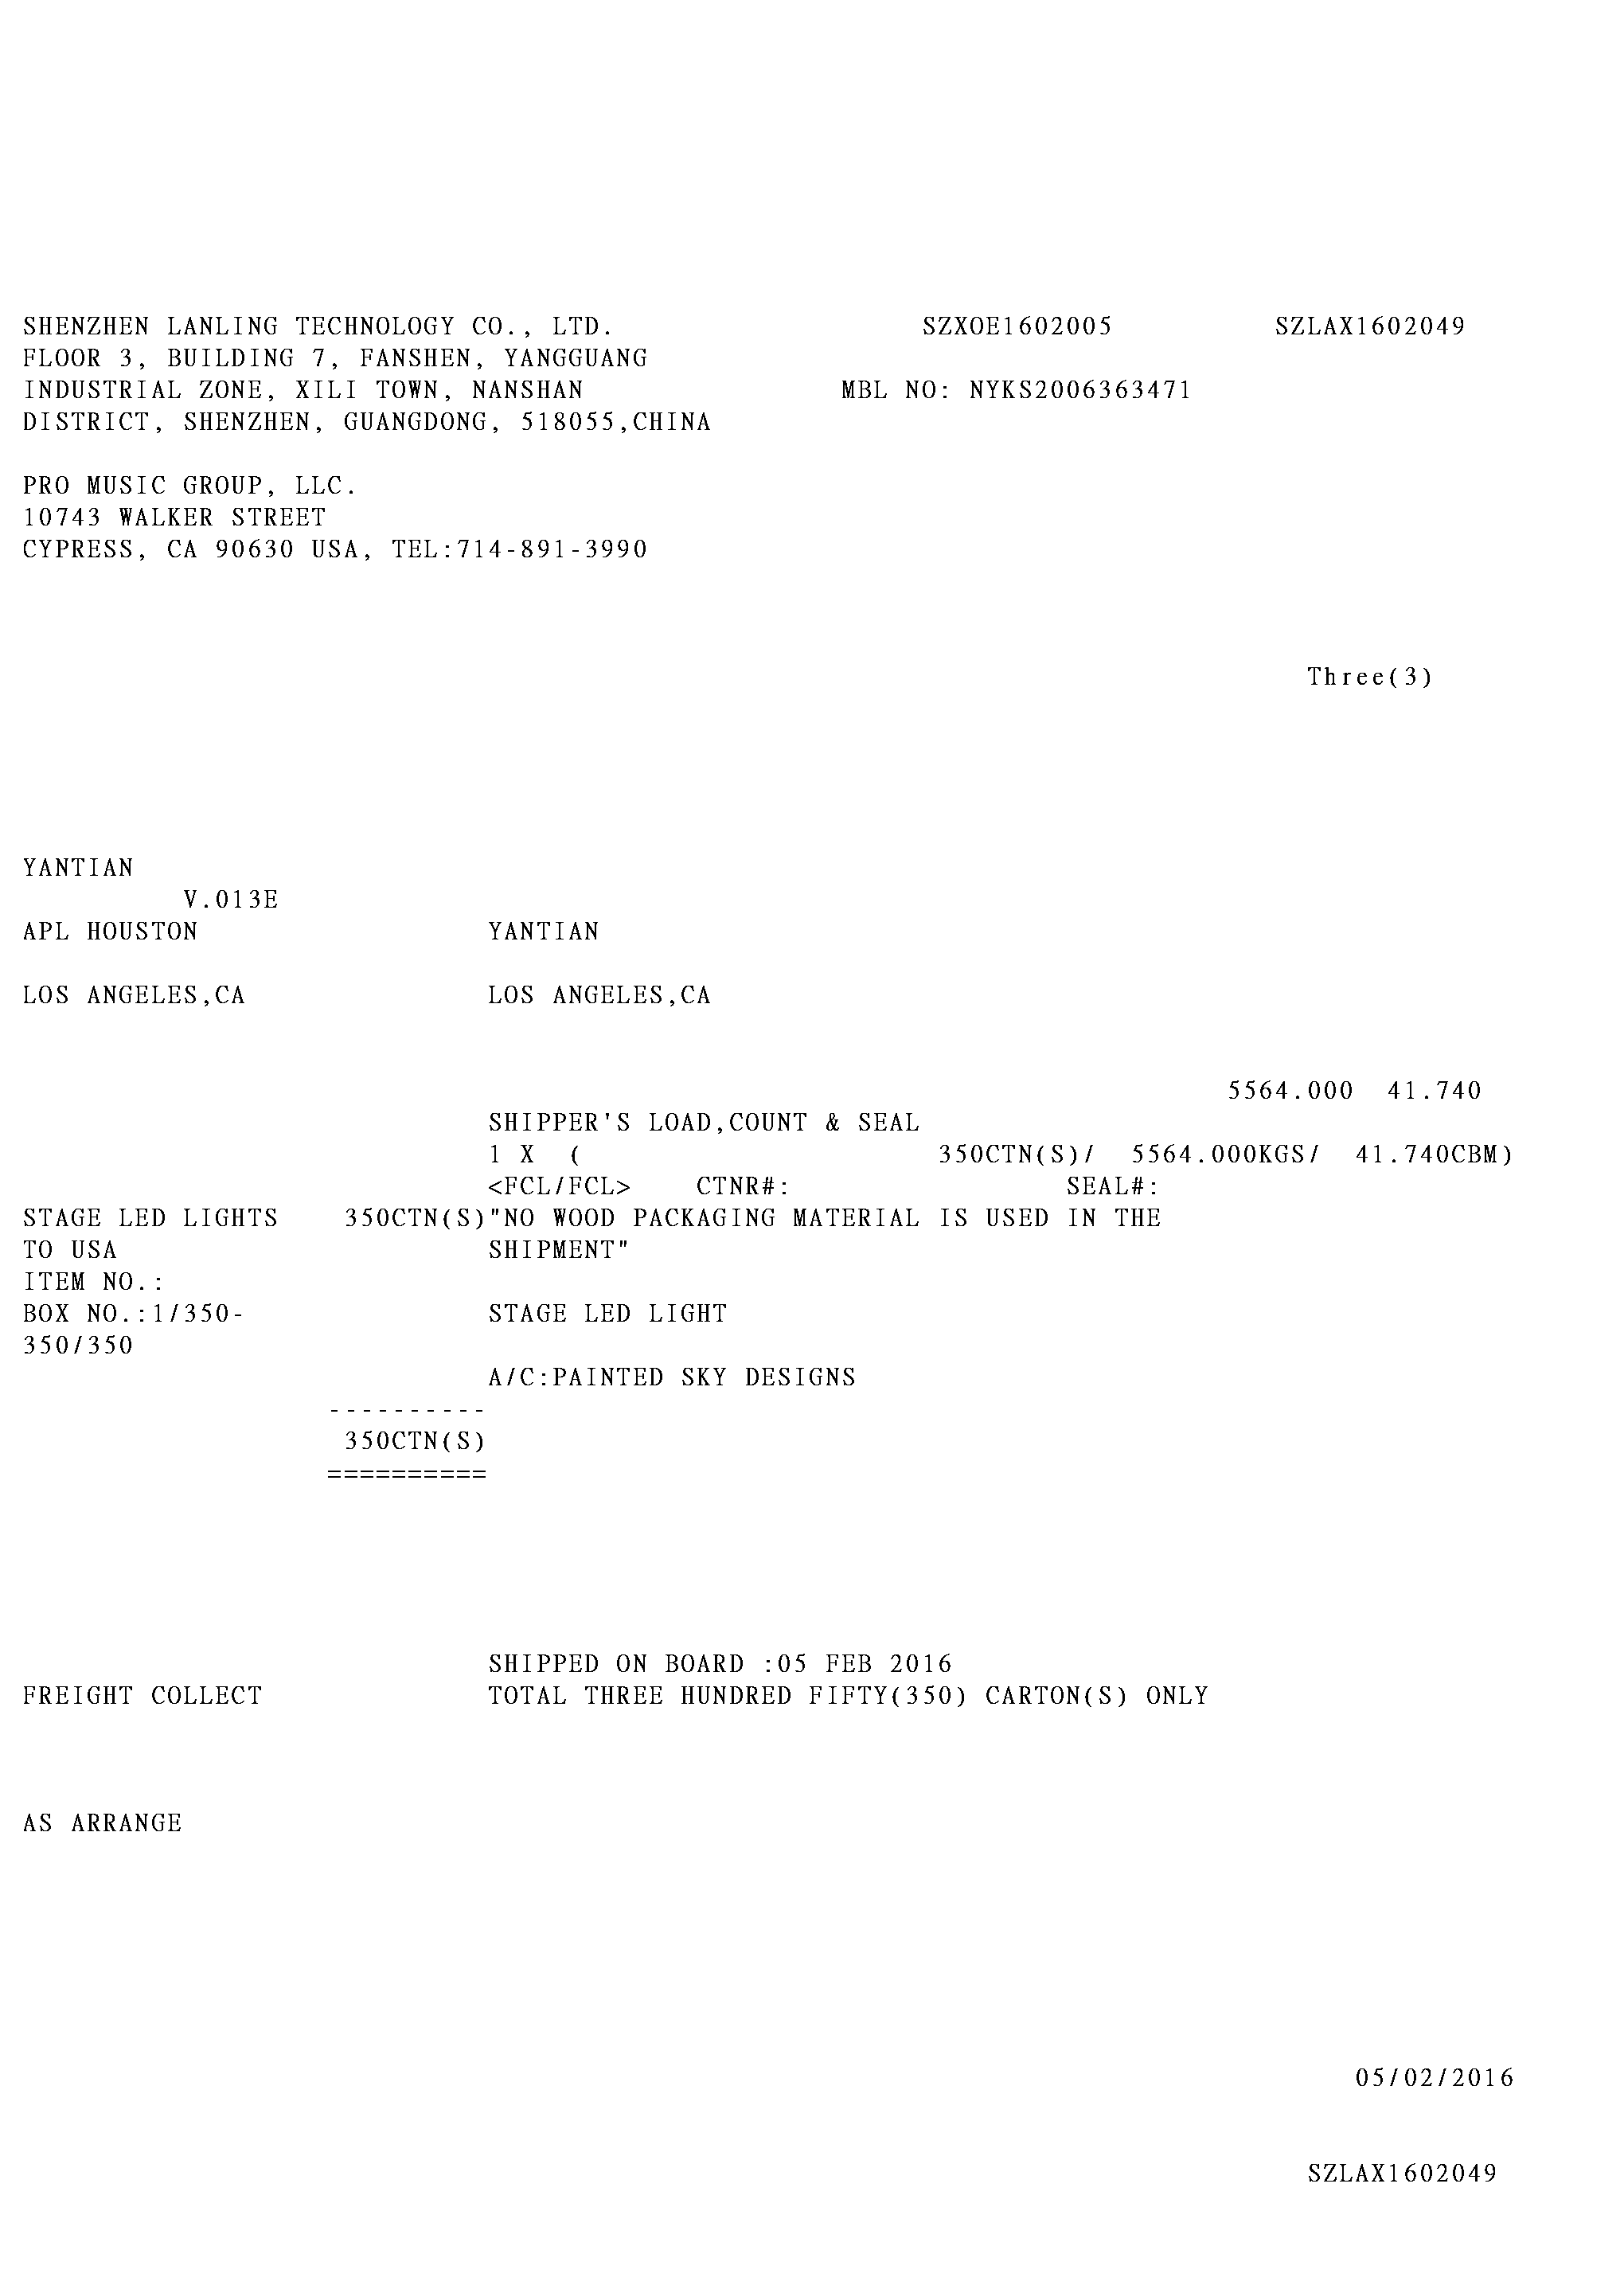 SHENZHEN LANLING TECHNOLOGY CO., LTD. SZXOE1602005 SZLAX1602049
FLOOR 3, BUILDING 7, FANSHEN, YANGGUANG
INDUSTRIAL ZONE, XILI TOWN, NANSHAN MBL NO: NYKS2006363471
DISTRICT, SHENZHEN, GUANGDONG, 518055,CHINA
PRO MUSIC GROUP, LLC.
10743 WALKER STREET
CYPRESS, CA 90630 USA, TEL:714-891-3990
Three(3)
YANTIAN
V.013E
APL HOUSTON YANTIAN
LOS ANGELES,CA LOS ANGELES,CA
5564.000 41.740
SHIPPER'S LOAD,COUNT & SEAL
1 X ( 350CTN(S)/ 5564.000KGS/ 41.740CBM)
<FCL/FCL> CTNR#: SEAL#:
STAGE LED LIGHTS 350CTN(S)"NO WOOD PACKAGING MATERIAL IS USED IN THE
TO USA SHIPMENT"
ITEM NO.:
BOX NO.:1/350- STAGE LED LIGHT
350/350
A/C:PAINTED SKY DESIGNS
----------
350CTN(S)
==========
SHIPPED ON BOARD :05 FEB 2016
FREIGHT COLLECT TOTAL THREE HUNDRED FIFTY(350) CARTON(S) ONLY
AS ARRANGE
05/02/2016
SZLAX1602049